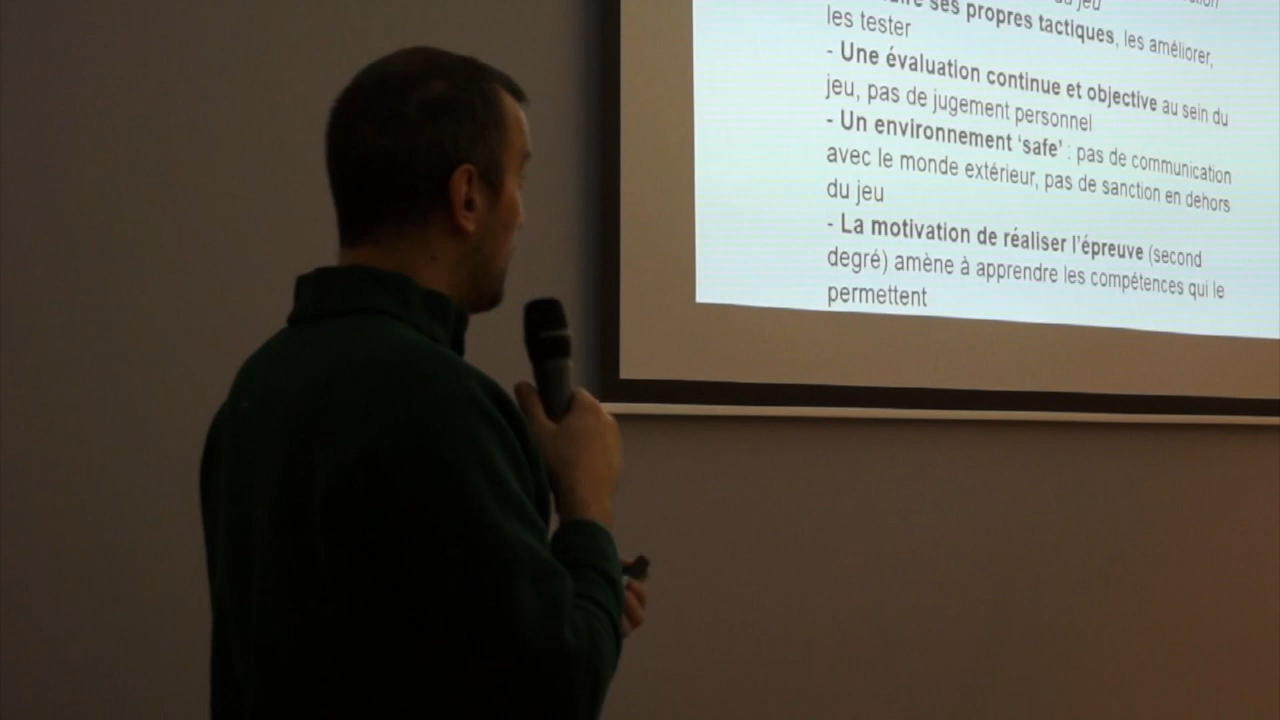 du jeu
ses propres tactiques, les améliorer,
les tester
- Une évaluation continue et objective au sein du
jeu, pas de jugement personnel
- Un environnement ‘safe’ : pas de communication
avec le monde extérieur, pas de sanction en dehors
du jeu
- La motivation de réaliser l’épreuve (second
degré) amène à apprendre les compétences qui le
permettent